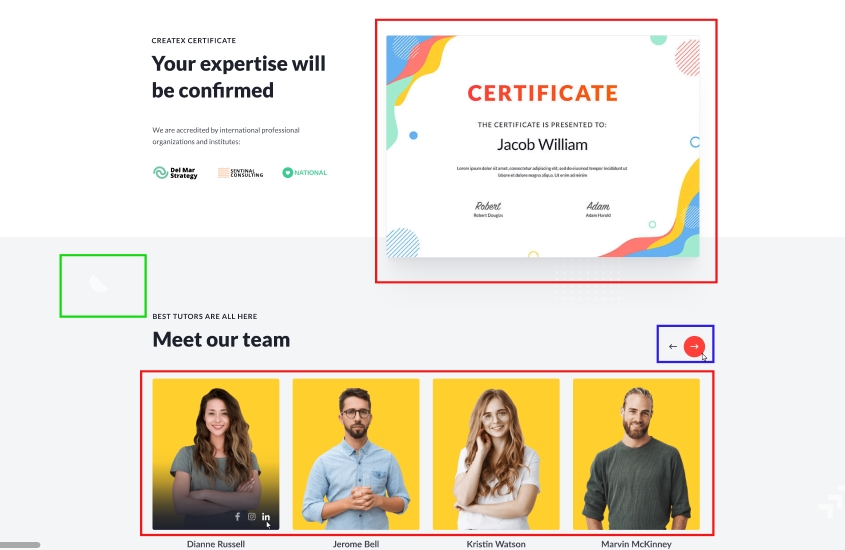 CREATEX CERTIFICATE
Your expertise will
be confirmed
We are accredited by international professional
organizations and institutes:
Del Mar
Strategy
SENTINAL
CONSULTING
NATIONAL
CERTIFICATE
THE CERTIFICATE IS PRESENTED TO:
Jacob William
Lorem ipsum dolor sit amet, consectetur adipiscing elit, sed do eiusmod tempor incididunt ut
labore et dolore magna aliqua. Ut enim ad minim
Robert
Robert Douglas
Adam
Adam Harold
BEST TUTORS ARE ALL HERE
Meet our team
in
Dianne Russell
Jerome Bell
Kristin Watson
Marvin McKinney